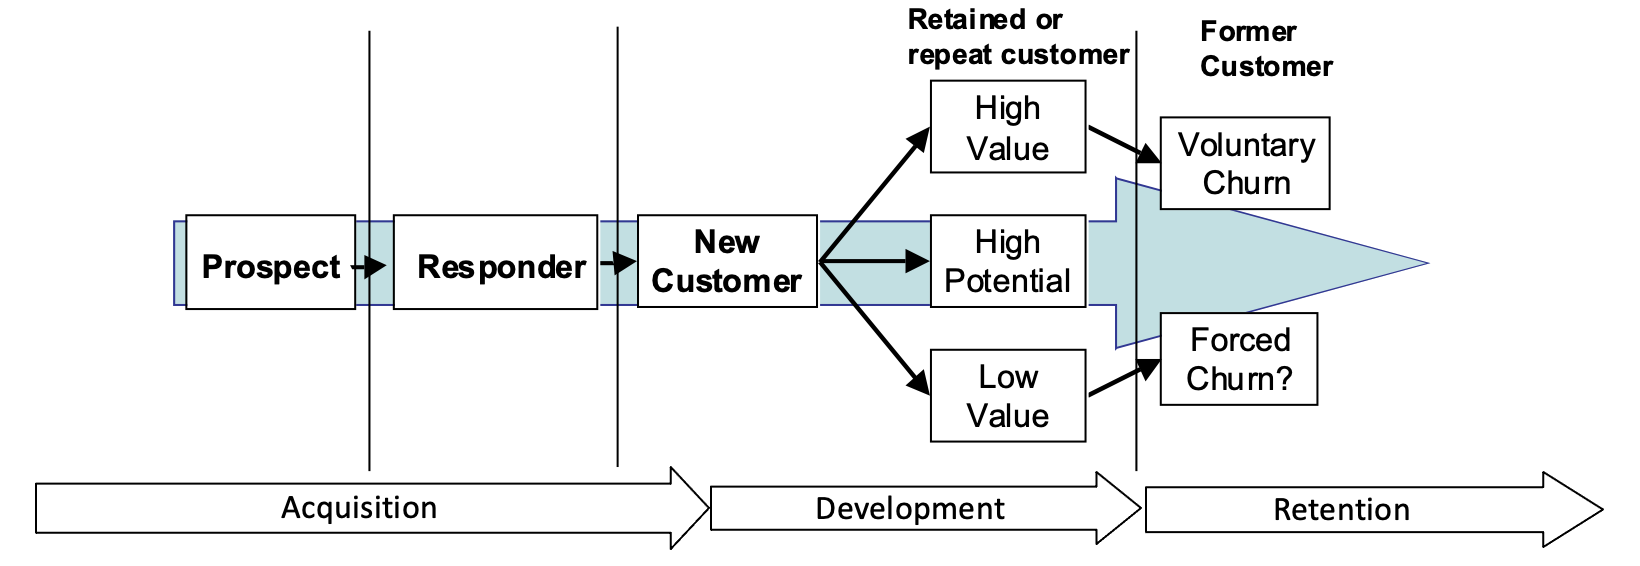 Retained or
repeat customer
Former
Customer
High
Value
Voluntary
Churn
Prospect
Responder
New
Customer
High
Potential
Low
Value
Forced
Churn?
Acquisition
Development
Retention